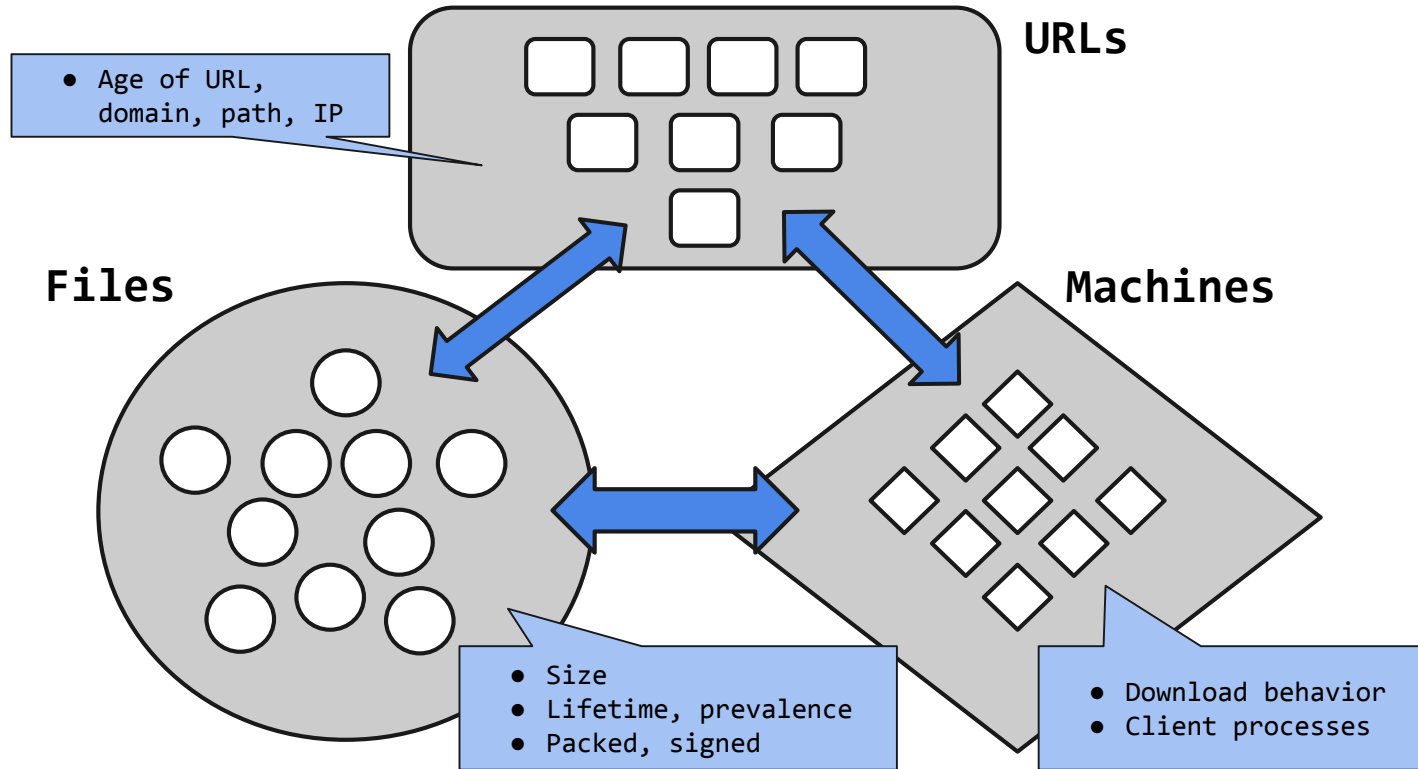 URLs
● Age of URL,
domain, path, IP
Files
Machines
● Size
● Lifetime, prevalence
● Packed, signed
● Download behavior
● Client processes